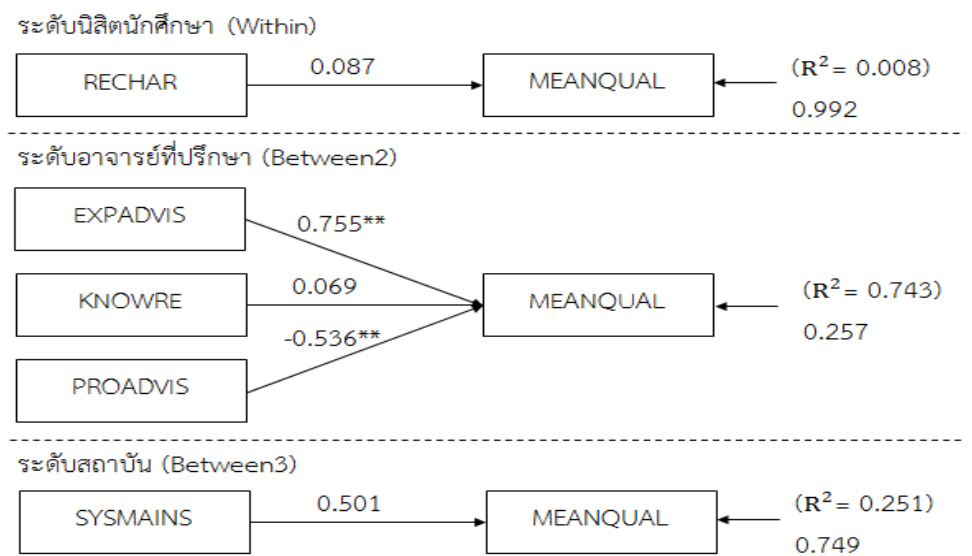 ระดับนิสิตนักศึกษา (Within)
RECHAR
0.087
MEANQUAL
(R² = 0.008)
0.992
ระดับอาจารย์ที่ปรึกษา (Between2)
EXPADVIS
0.755**
KNOWRE
0.069
MEANQUAL
(R² = 0.743)
0.257
-0.536**
PROADVIS
ระดับสถาบัน (Between3)
SYSMAINS
0.501
MEANQUAL
(R² = 0.251)
0.749